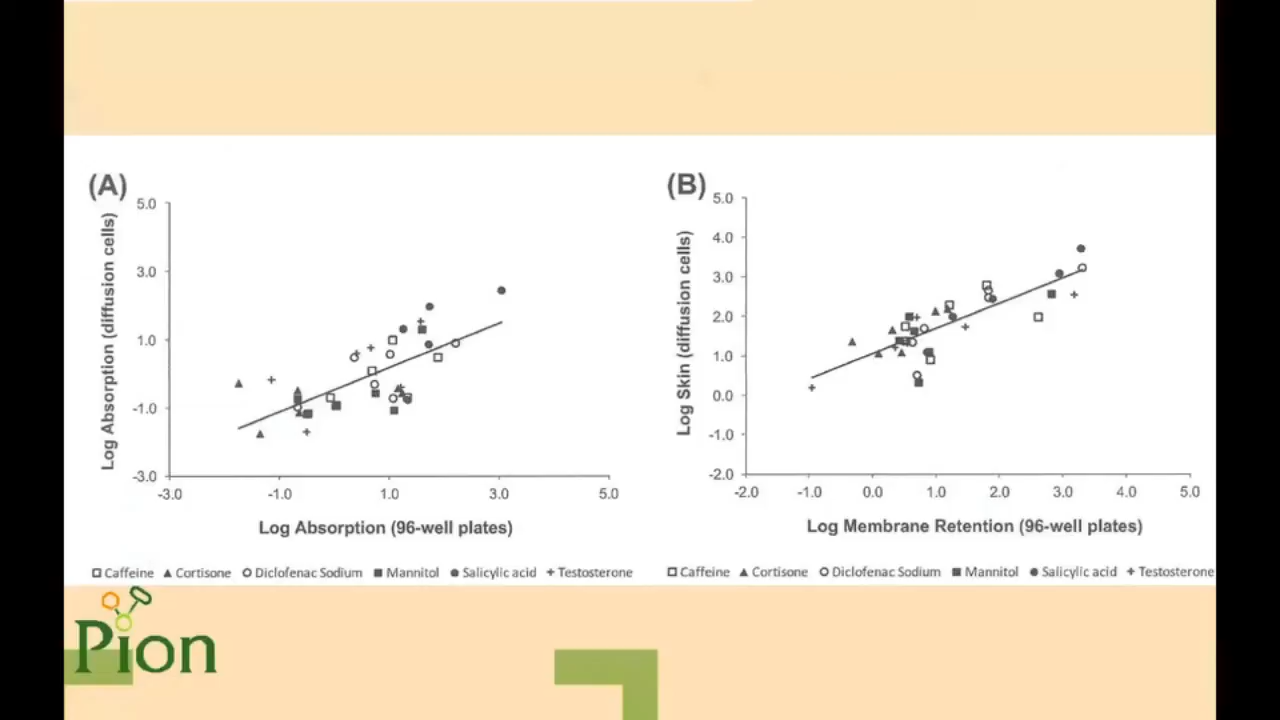 (A)
Log Absorption (diffusion cells)
5.0
3.0
1.0
-1.0
-3.0
-3.0 -1.0 1.0 3.0 5.0
Log Absorption (96-well plates)
Caffeine Cortisone Diclofenac Sodium Mannitol Salicylic acid Testosterone
(B)
Log Skin (diffusion cells)
5.0
4.0
3.0
2.0
1.0
0.0
-1.0
-2.0
-2.0 -1.0 0.0 1.0 2.0 3.0 4.0 5.0
Log Membrane Retention (96-well plates)
Caffeine Cortisone Diclofenac Sodium Mannitol Salicylic acid Testosterone
Pion